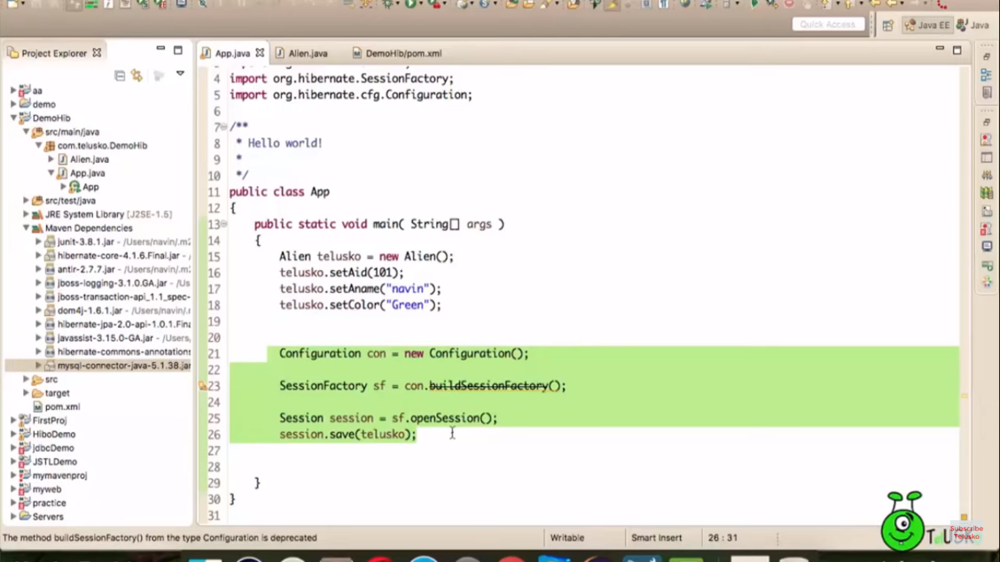 Quick Access
Java EE
Java
Project Explorer
App.java
Alien.java
DemoHib/pom.xml
aa
demo
DemoHib
src/main/java
com.telusko.DemoHib
Alien.java
App.java
App
src/test/java
JRE System Library [J2SE-1.5]
Maven Dependencies
junit-3.8.1.jar - /Users/navin/.m2
hibernate-core-4.1.6.Final.jar -
antlr-2.7.7.jar - /Users/navin/.m2
jboss-logging-3.1.0.GA.jar - /Use
jboss-transaction-api_1.1_spec-
dom4j-1.6.1.jar - /Users/navin/.m
hibernate-jpa-2.0-api-1.0.1.Fina
javassist-3.15.0-GA.jar - /Users,
hibernate-commons-annotations
mysql-connector-java-5.1.38.jar
src
target
pom.xml
FirstProj
HiboDemo
jdbcDemo
JSTLDemo
mymavenproj
myweb
practice
Servers
4 import org.hibernate.SessionFactory;
5 import org.hibernate.cfg.Configuration;
6
7 /**
8 * Hello world!
9 *
10 */
11 public class App
12 {
13 public static void main( String[] args )
14 {
15 Alien telusko = new Alien();
16 telusko.setAid(101);
17 telusko.setAname("navin");
18 telusko.setColor("Green");
19
20
21 Configuration con = new Configuration();
22
23 SessionFactory sf = con.buildSessionFactory();
24
25 Session session = sf.openSession();
26 session.save(telusko);
27
28
29 }
30 }
31
The method buildSessionFactory() from the type Configuration is deprecated
Writable
Smart Insert
26 : 31
Subscribe
Telusko